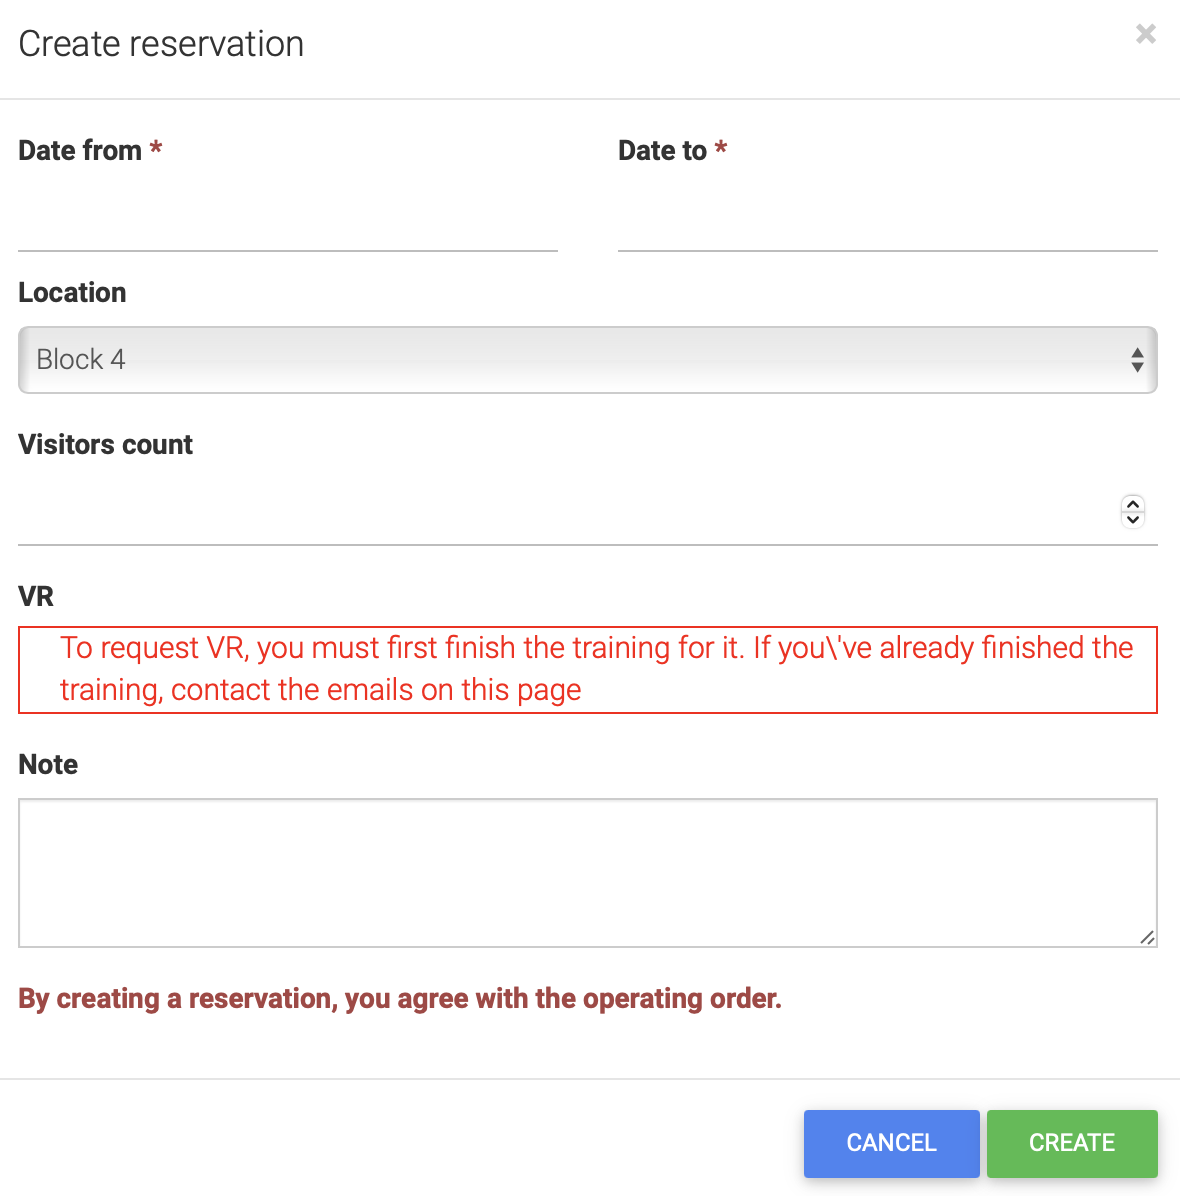 Create reservation
Date from *
Date to *
Location
Block 4
Visitors count
VR
To request VR, you must first finish the training for it. If you\'ve already finished the
training, contact the emails on this page
Note
By creating a reservation, you agree with the operating order.
CANCEL
CREATE